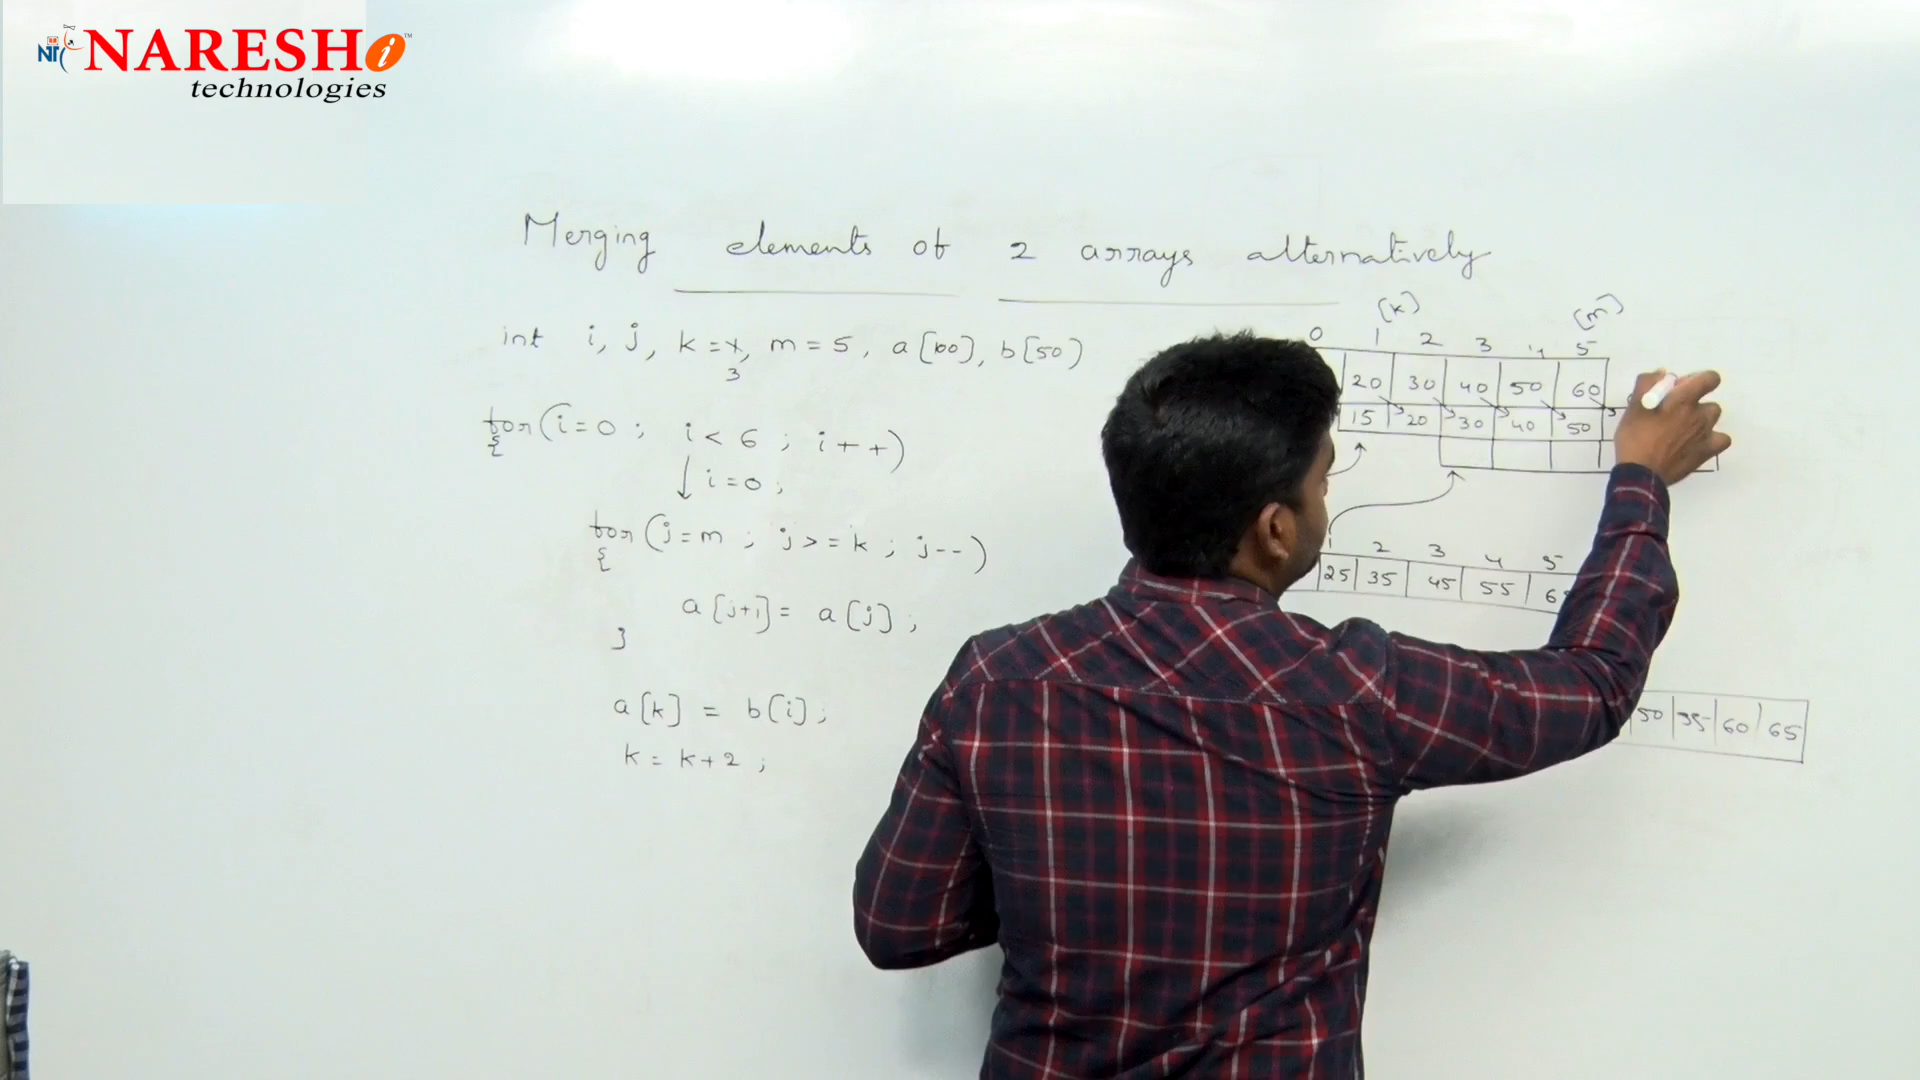 NARESH i ™
technologies
Merging elements of 2 arrays alternatively
int i, j, k = 1, m = 5, a[100], b[50]
3
for(i=0 ; i < 6 ; i++)
{
i = 0 ;
for(j = m ; j >= k ; j--)
{
a[j+1] = a[j] ;
}
a[k] = b[i] ;
k = k+2 ;
(k) (m)
0 1 2 3 4 5
20 30 40 50 60
15 20 30 40 50
1 2 3 4 5
25 35 45 55
50 55 60 65